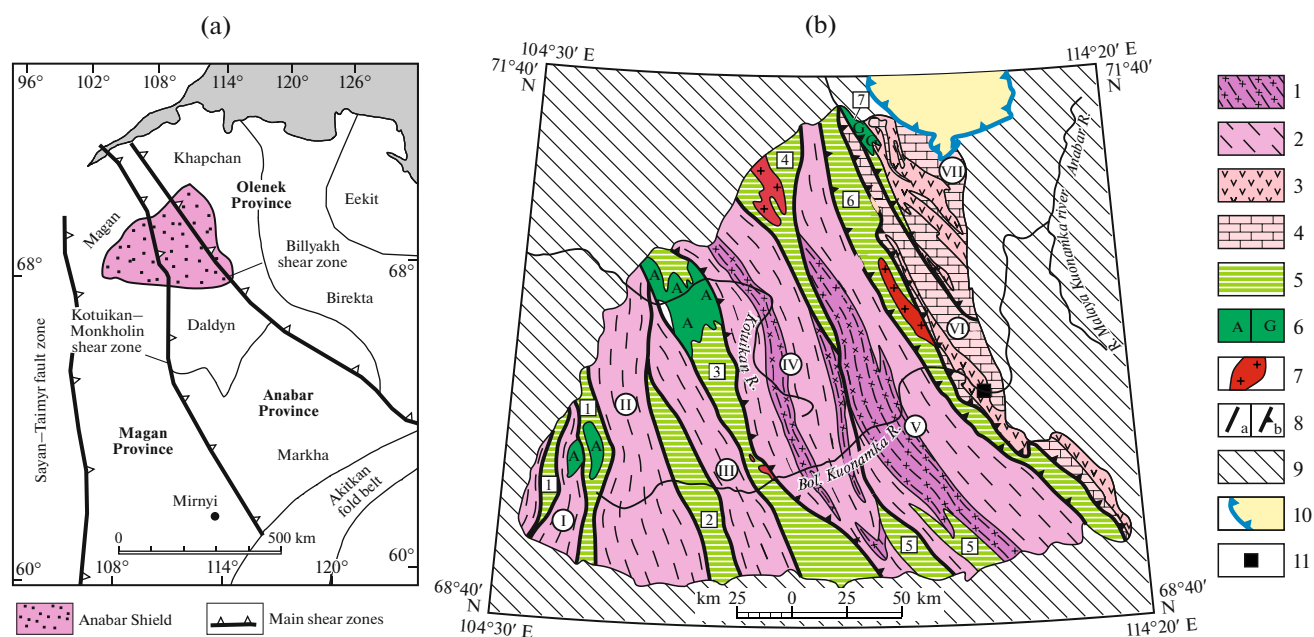 (a)
96° 102° 108° 114° 120° 126°
Khapchan
Olenek
Province
Eekit
Magan
Billyakh
shear zone
68°
68°
Birekta
Kotuikan–
Monkholin
shear zone
Daldyn
Sayan–Taimyr fault zone
Anabar
Province
Magan
Province
Markha
Mirnyi
Akitkan
fold belt
0 500 km
60°
60°
108° 114° 120°
Anabar Shield
Main shear zones
(b)
104°30′ E
71°40′
N
114°20′ E
71°40′
N
7
G
G
4
VII
6
R. Malaya Kuonamka river, Anabar R.
A
A
A
A
Kotuikan R.
3
IV
VI
1
II
V
A
A
Bol. Kuonamka R.
III
1
I
2
5
5
68°40′
N
104°30′ E
km 25 0 25 50 km
68°40′
N
114°20′ E
1
2
3
4
5
A G 6
7
a b 8
9
10
11